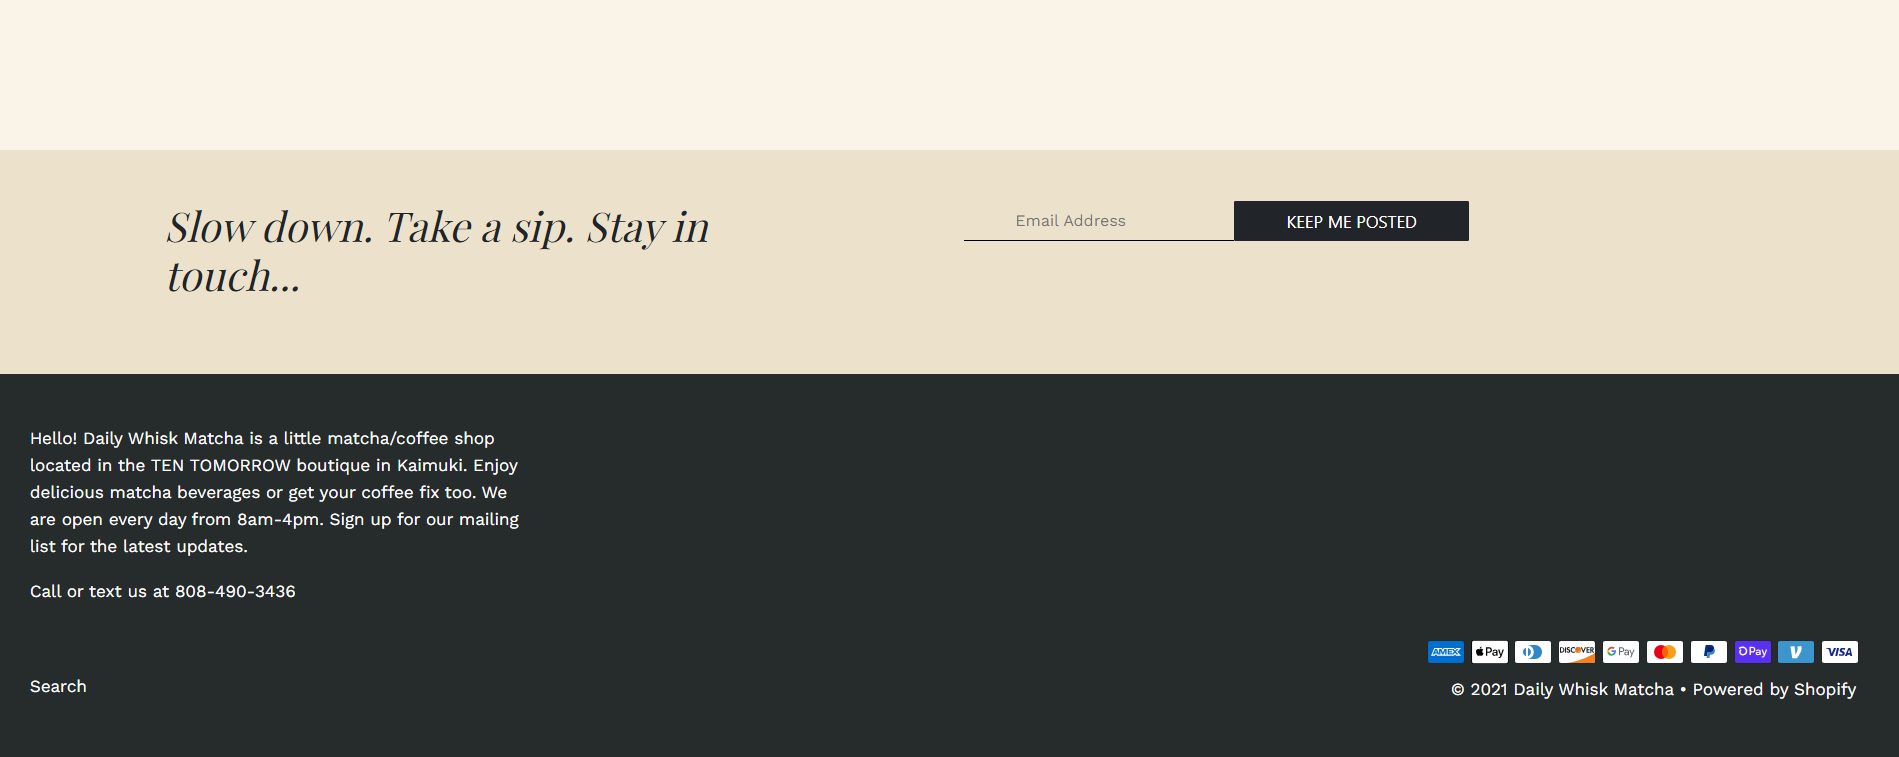 Slow down. Take a sip. Stay in
touch...
Email Address
KEEP ME POSTED
Hello! Daily Whisk Matcha is a little matcha/coffee shop
located in the TEN TOMORROW boutique in Kaimuki. Enjoy
delicious matcha beverages or get your coffee fix too. We
are open every day from 8am-4pm. Sign up for our mailing
list for the latest updates.
Call or text us at 808-490-3436
AMEX Pay DISCOVER G Pay Pay VISA
Search
© 2021 Daily Whisk Matcha • Powered by Shopify